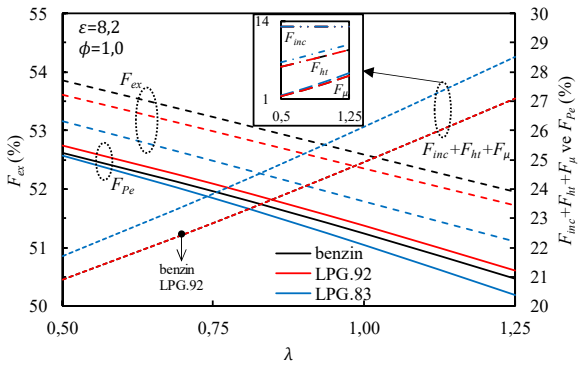 ε=8,2
ϕ=1,0
55
54
53
52
51
50
F_ex (%)
30
29
28
27
26
25
24
23
22
21
20
F_inc+F_ht+F_μ ve F_Pe (%)
0,50
0,75
1,00
1,25
λ
F_ex
F_Pe
F_inc+F_ht+F_μ
14
1
0,5
1,25
F_inc
F_ht
F_μ
benzin
LPG.92
benzin
LPG.92
LPG.83